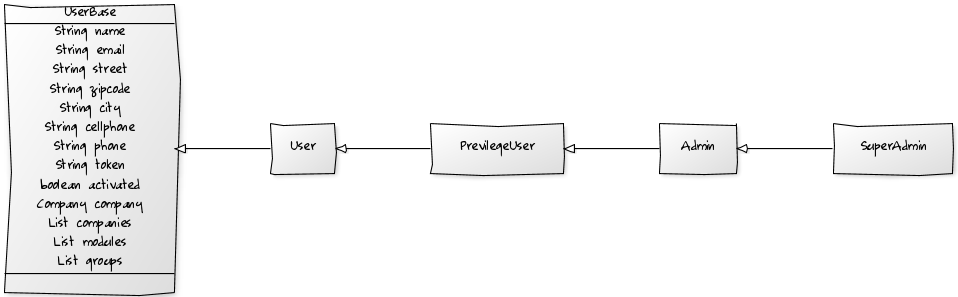 UserBase
String name
String email
String street
String zipcode
String city
String cellphone
String phone
String token
boolean activated
Company company
List companies
List modules
List groups
User
PrevilegeUser
Admin
SuperAdmin